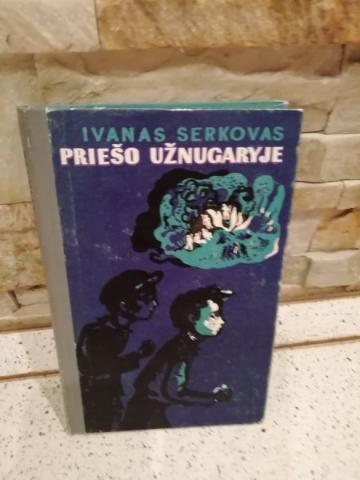 IVANAS SERKOVAS
PRIEŠO UŽNUGARYJE